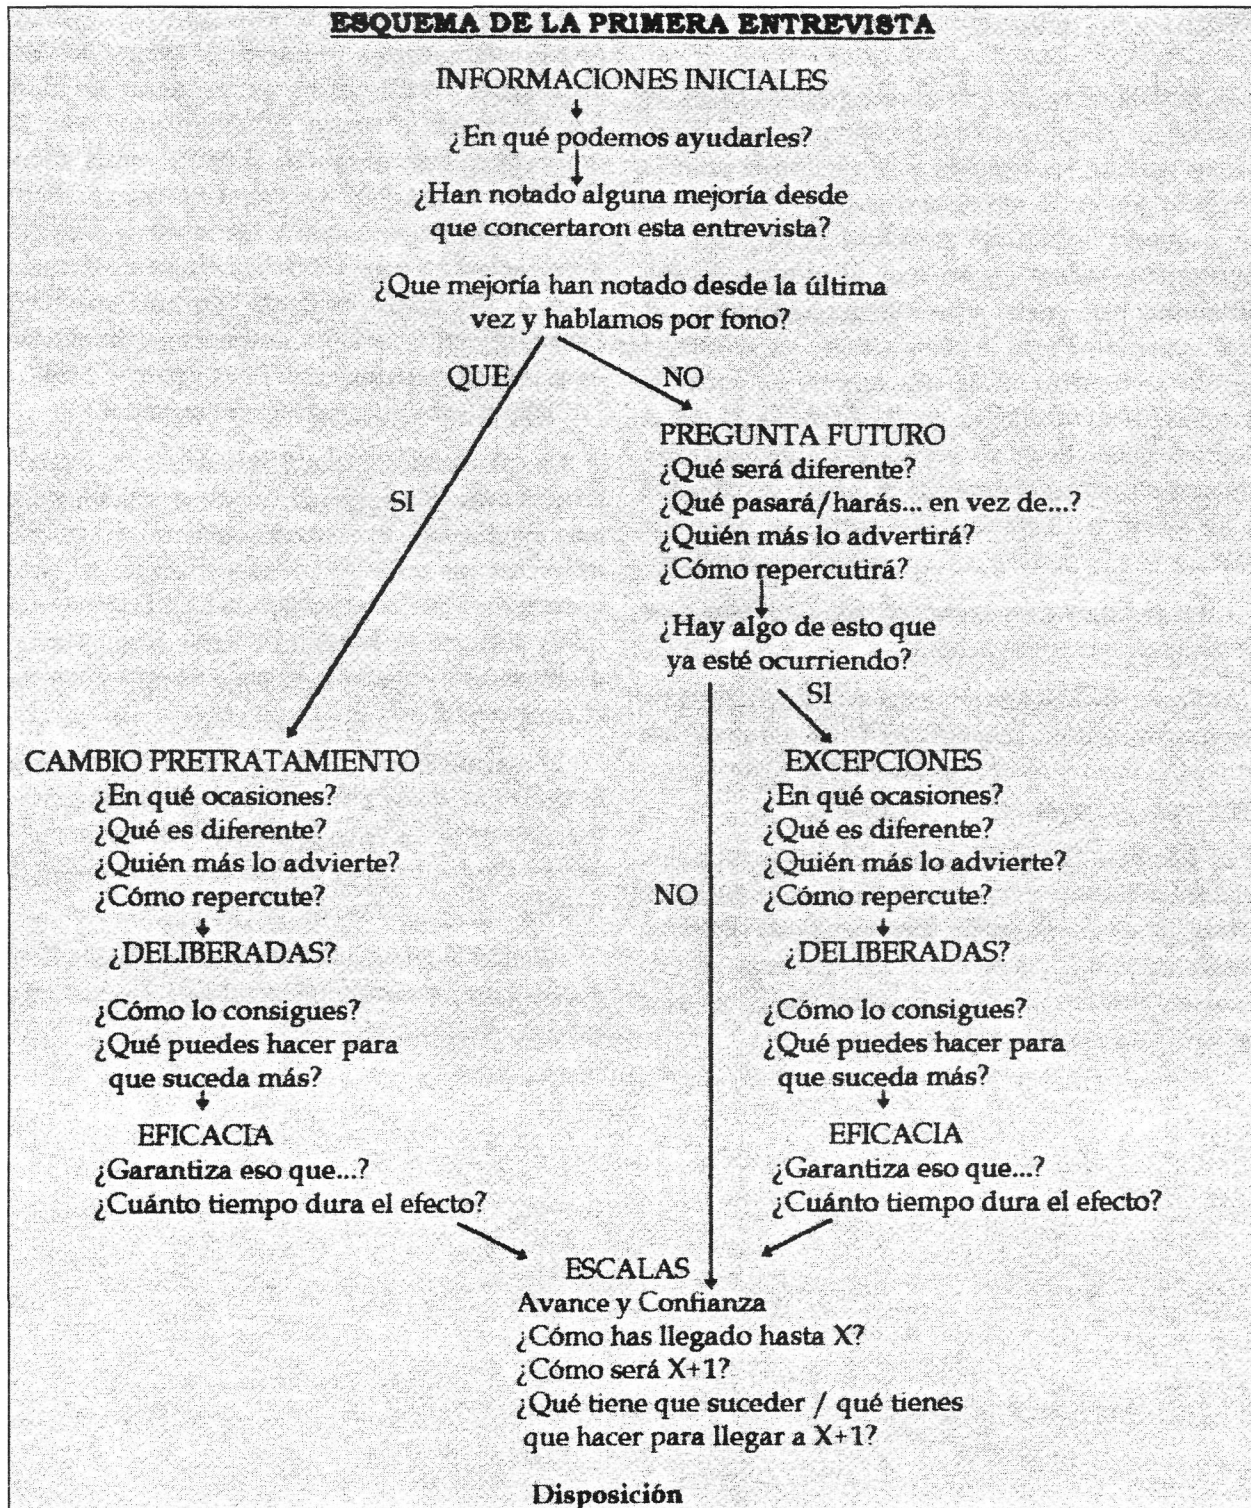 ESQUEMA DE LA PRIMERA ENTREVISTA
INFORMACIONES INICIALES
¿En qué podemos ayudarles?
¿Han notado alguna mejoría desde
que concertaron esta entrevista?
¿Que mejoría han notado desde la última
vez y hablamos por fono?
QUE
NO
SI
PREGUNTA FUTURO
¿Qué será diferente?
¿Qué pasará/harás... en vez de...?
¿Quién más lo advertirá?
¿Cómo repercutirá?
¿Hay algo de esto que
ya esté ocurriendo?
SI
NO
CAMBIO PRETRATAMIENTO
¿En qué ocasiones?
¿Qué es diferente?
¿Quién más lo advierte?
¿Cómo repercute?
¿DELIBERADAS?
¿Cómo lo consigues?
¿Qué puedes hacer para
que suceda más?
EFICACIA
¿Garantiza eso que...?
¿Cuánto tiempo dura el efecto?
EXCEPCIONES
¿En qué ocasiones?
¿Qué es diferente?
¿Quién más lo advierte?
¿Cómo repercute?
¿DELIBERADAS?
¿Cómo lo consigues?
¿Qué puedes hacer para
que suceda más?
EFICACIA
¿Garantiza eso que...?
¿Cuánto tiempo dura el efecto?
ESCALAS
Avance y Confianza
¿Cómo has llegado hasta X?
¿Cómo será X+1?
¿Qué tiene que suceder / qué tienes
que hacer para llegar a X+1?
Disposición